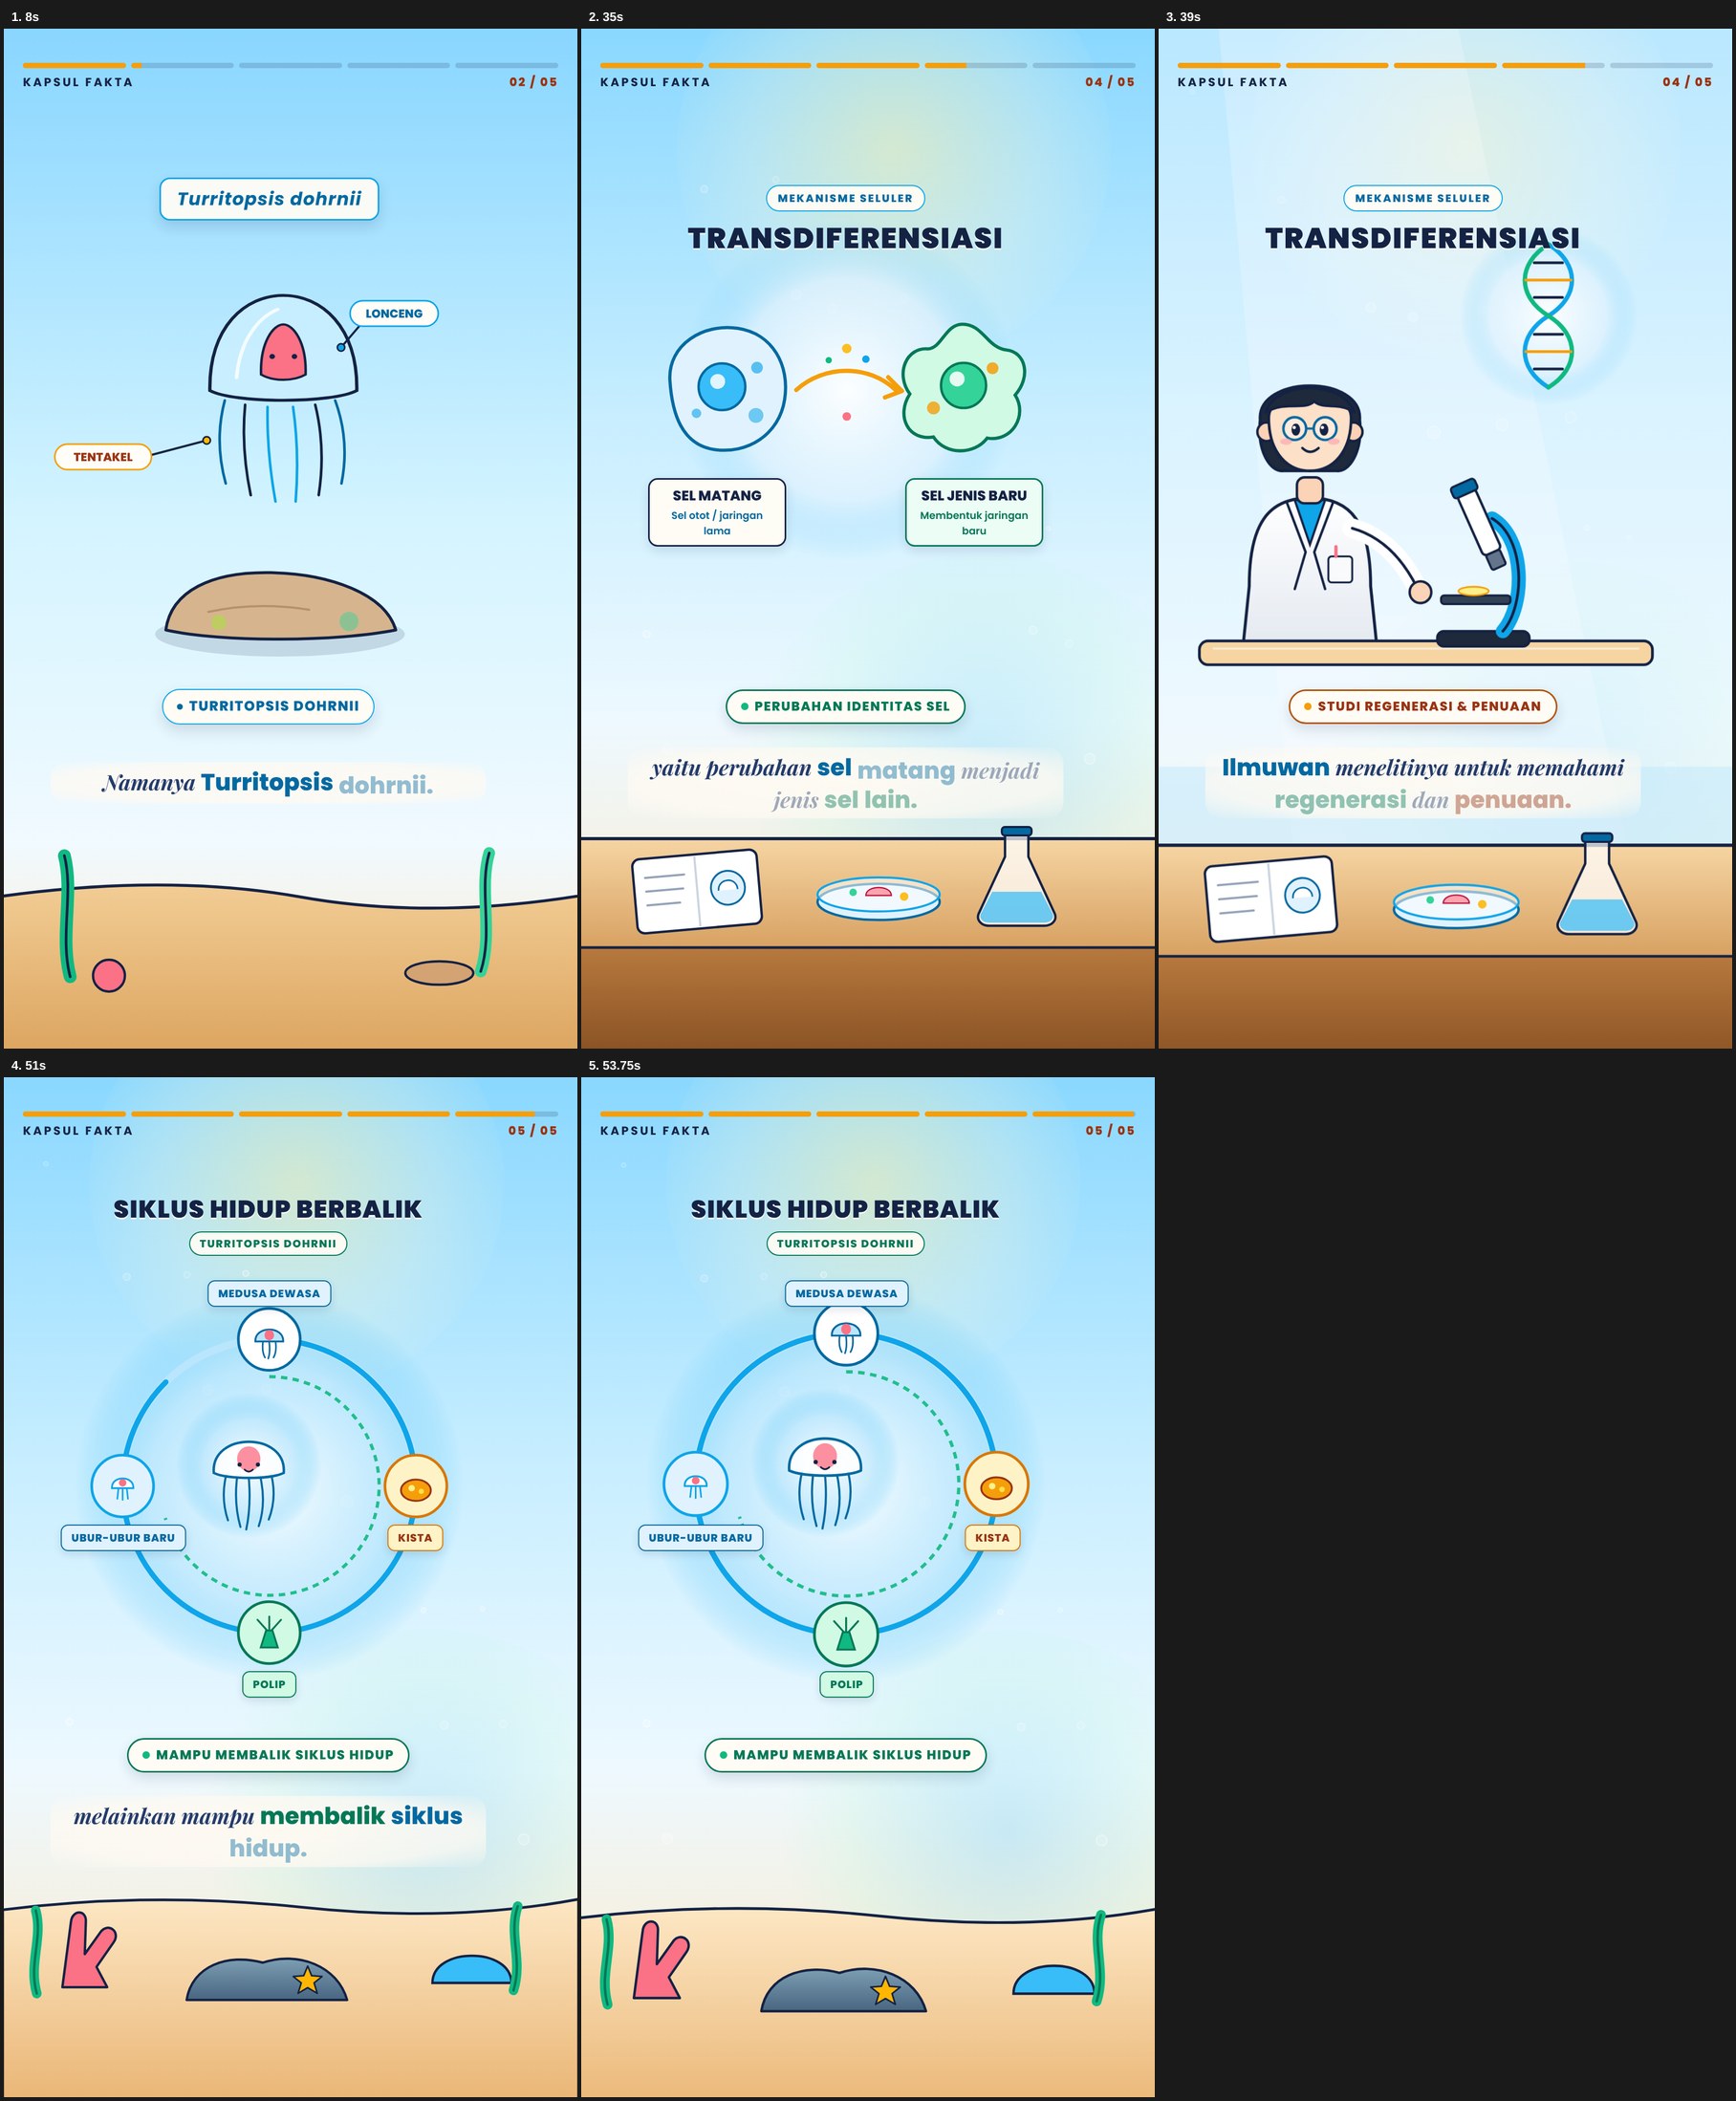 1. 8s
KAPSUL FAKTA
02 / 05
Turritopsis dohrnii
LONCENG
TENTAKEL
TURRITOPSIS DOHRNII
Namanya Turritopsis dohrnii.
2. 35s
KAPSUL FAKTA
04 / 05
MEKANISME SELULER
TRANSDIFERENSIASI
SEL MATANG
Sel otot / jaringan
lama
SEL JENIS BARU
Membentuk jaringan
baru
PERUBAHAN IDENTITAS SEL
yaitu perubahan sel matang menjadi
jenis sel lain.
3. 39s
KAPSUL FAKTA
04 / 05
MEKANISME SELULER
TRANSDIFERENSIASI
STUDI REGENERASI & PENUAAN
Ilmuwan menelitinya untuk memahami
regenerasi dan penuaan.
4. 51s
KAPSUL FAKTA
05 / 05
SIKLUS HIDUP BERBALIK
TURRITOPSIS DOHRNII
MEDUSA DEWASA
UBUR-UBUR BARU
KISTA
POLIP
MAMPU MEMBALIK SIKLUS HIDUP
melainkan mampu membalik siklus
hidup.
5. 53.75s
KAPSUL FAKTA
05 / 05
SIKLUS HIDUP BERBALIK
TURRITOPSIS DOHRNII
MEDUSA DEWASA
UBUR-UBUR BARU
KISTA
POLIP
MAMPU MEMBALIK SIKLUS HIDUP